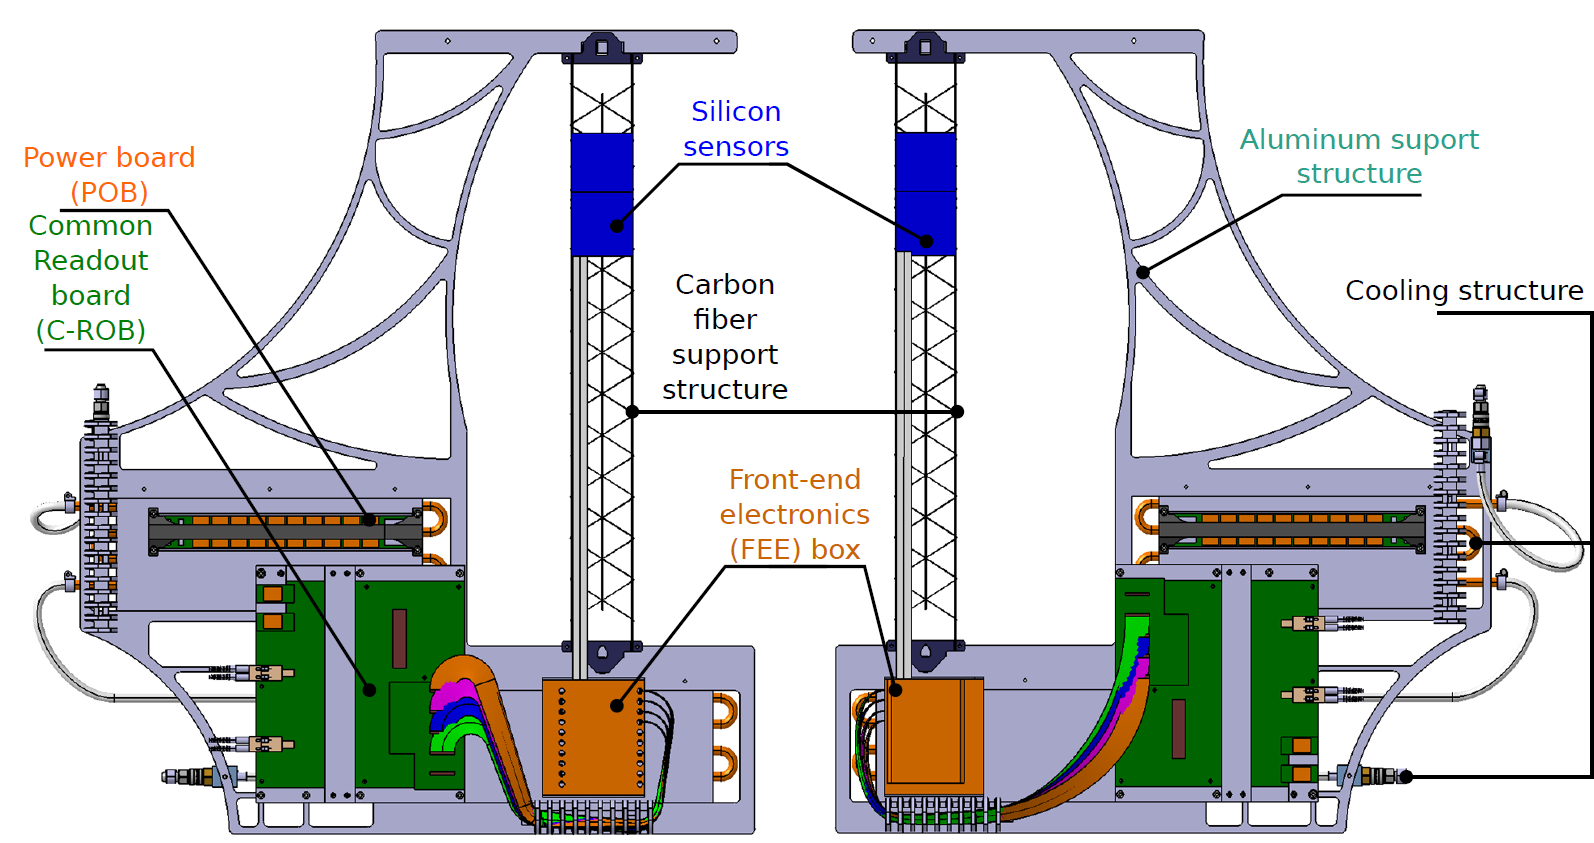 Silicon
sensors
Power board
(POB)
Common
Readout
board
(C-ROB)
Aluminum suport
structure
Carbon
fiber
support
structure
Cooling structure
Front-end
electronics
(FEE) box